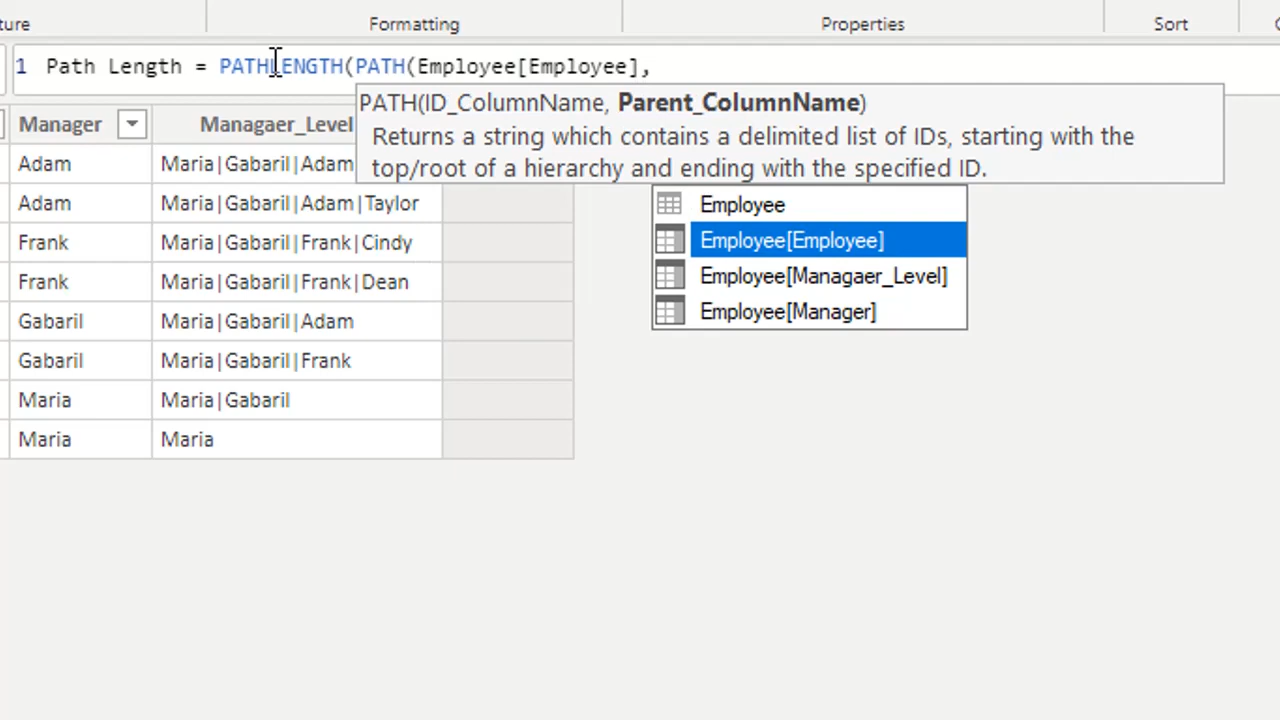 ture Formatting Properties Sort
1 Path Length = PATHLENGTH(PATH(Employee[Employee],
PATH(ID_ColumnName, Parent_ColumnName)
Returns a string which contains a delimited list of IDs, starting with the
top/root of a hierarchy and ending with the specified ID.
Manager Managaer_Level
Adam Maria|Gabaril|Adam
Adam Maria|Gabaril|Adam|Taylor
Frank Maria|Gabaril|Frank|Cindy
Frank Maria|Gabaril|Frank|Dean
Gabaril Maria|Gabaril|Adam
Gabaril Maria|Gabaril|Frank
Maria Maria|Gabaril
Maria Maria
Employee
Employee[Employee]
Employee[Managaer_Level]
Employee[Manager]